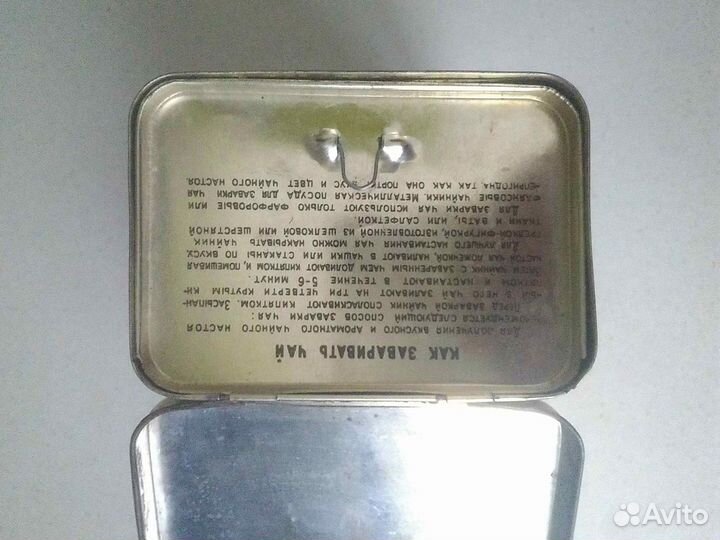 КАК ЗАВАРИВАТЬ ЧАЙ
ДЛЯ ПОЛУЧЕНИЯ ВКУСНОГО И АРОМАТНОГО ЧАЙНОГО НАСТОЯ
РЕКОМЕНДУЕТСЯ СЛЕДУЮЩИЙ СПОСОБ ЗАВАРКИ ЧАЯ:
ПЕРЕД ЗАВАРКОЙ ЧАЙНИК СПОЛАСКИВАЮТ КИПЯТКОМ. ЗАСЫПАН-
НЫЙ В НЕГО ЧАЙ ЗАЛИВАЮТ НА ТРИ ЧЕТВЕРТИ КРУТЫМ КИ-
ПЯТКОМ И НАСТАИВАЮТ В ТЕЧЕНИЕ 5-6 МИНУТ.
ЗАТЕМ ЧАЙНИК С ЗАВАРЕННЫМ ЧАЕМ ДОЛИВАЮТ КИПЯТКОМ И, ПОМЕШИВАЯ
НАСТОЙ ЧАЯ ЛОЖЕЧКОЙ, НАЛИВАЮТ В ЧАШКИ ИЛИ СТАКАНЫ ПО ВКУСУ.
ДЛЯ ЛУЧШЕГО НАСТАИВАНИЯ ЧАЯ МОЖНО НАКРЫВАТЬ ЧАЙНИК
ГРЕЛКОЙ-ФИГУРКОЙ, ИЗГОТОВЛЕННОЙ ИЗ ШЕЛКОВОЙ ИЛИ ШЕРСТЯНОЙ
ТКАНИ И ВАТЫ, ИЛИ САЛФЕТКОЙ.
ДЛЯ ЗАВАРКИ ЧАЯ ИСПОЛЬЗУЮТ ТОЛЬКО ФАРФОРОВЫЕ ИЛИ
ФАЯНСОВЫЕ ЧАЙНИКИ. МЕТАЛЛИЧЕСКАЯ ПОСУДА ДЛЯ ЗАВАРКИ ЧАЯ
НЕПРИГОДНА, ТАК КАК ОНА ПОРТИТ ВКУС И ЦВЕТ ЧАЙНОГО НАСТОЯ.
Avito